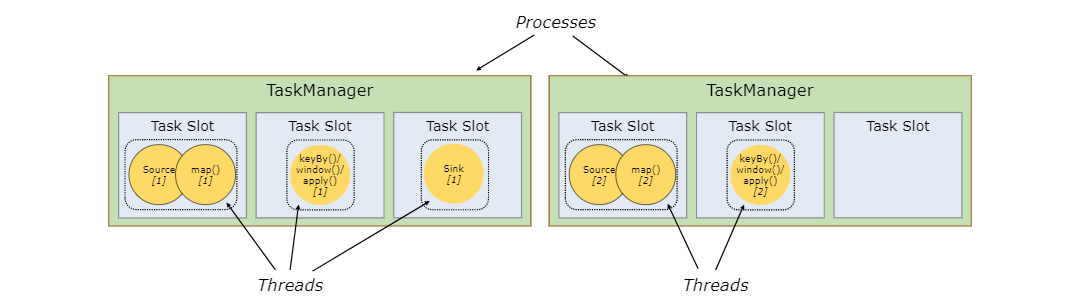 Processes
TaskManager
Task Slot
Source
[1]
map()
[1]
Task Slot
keyBy()/
window()/
apply()
[1]
Task Slot
Sink
[1]
TaskManager
Task Slot
Source
[2]
map()
[2]
Task Slot
keyBy()/
window()/
apply()
[2]
Task Slot
Threads
Threads